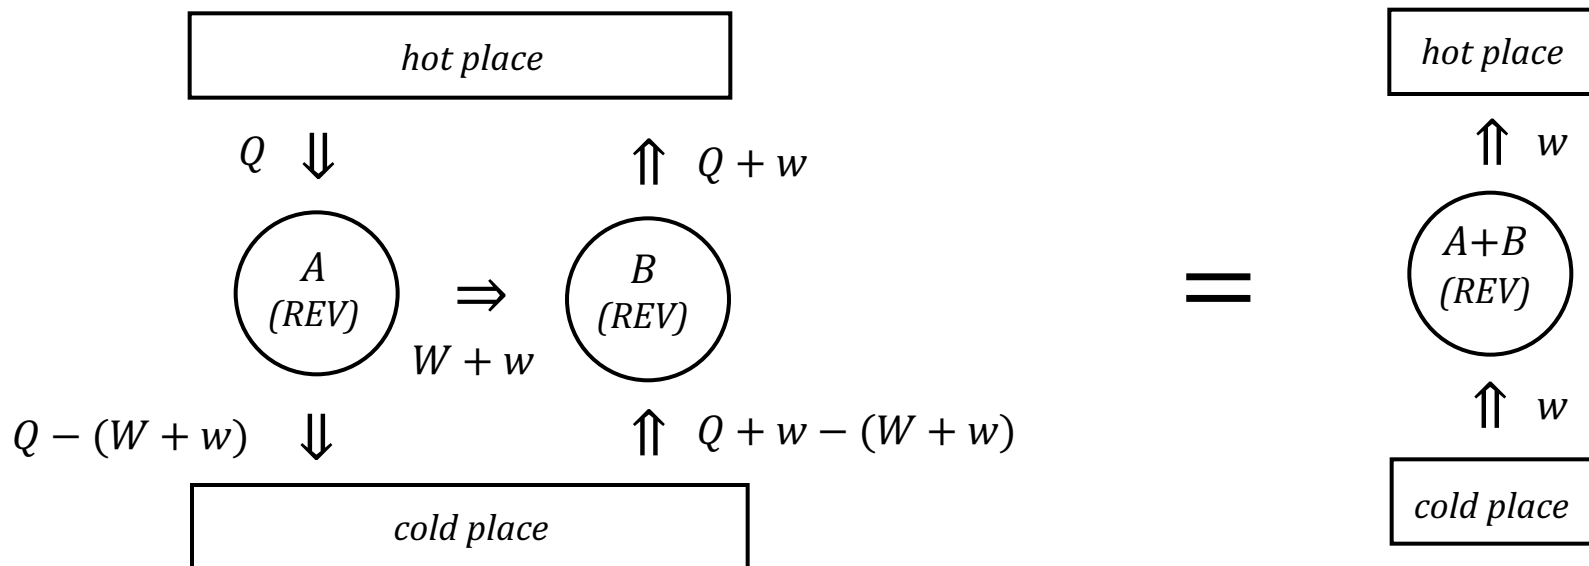 hot place
Q ⇓
⇑ Q + w
A
(REV)
⇒
W + w
B
(REV)
Q − (W + w) ⇓
⇑ Q + w − (W + w)
cold place
=
hot place
⇑ w
A+B
(REV)
⇑ w
cold place